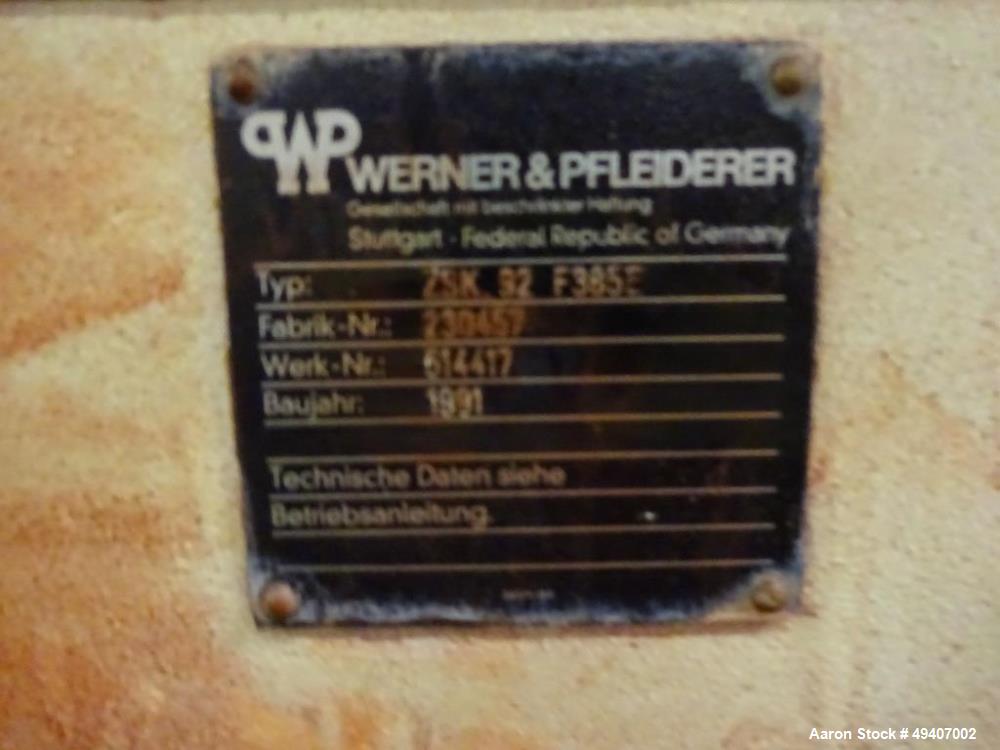 WP WERNER & PFLEIDERER
Gesellschaft mit beschränkter Haftung
Stuttgart · Federal Republic of Germany
Typ: ZSK 92 F385E
Fabrik-Nr.: 230457
Werk-Nr.: 614417
Baujahr: 1991
Technische Daten siehe
Betriebsanleitung.
Aaron Stock # 49407002